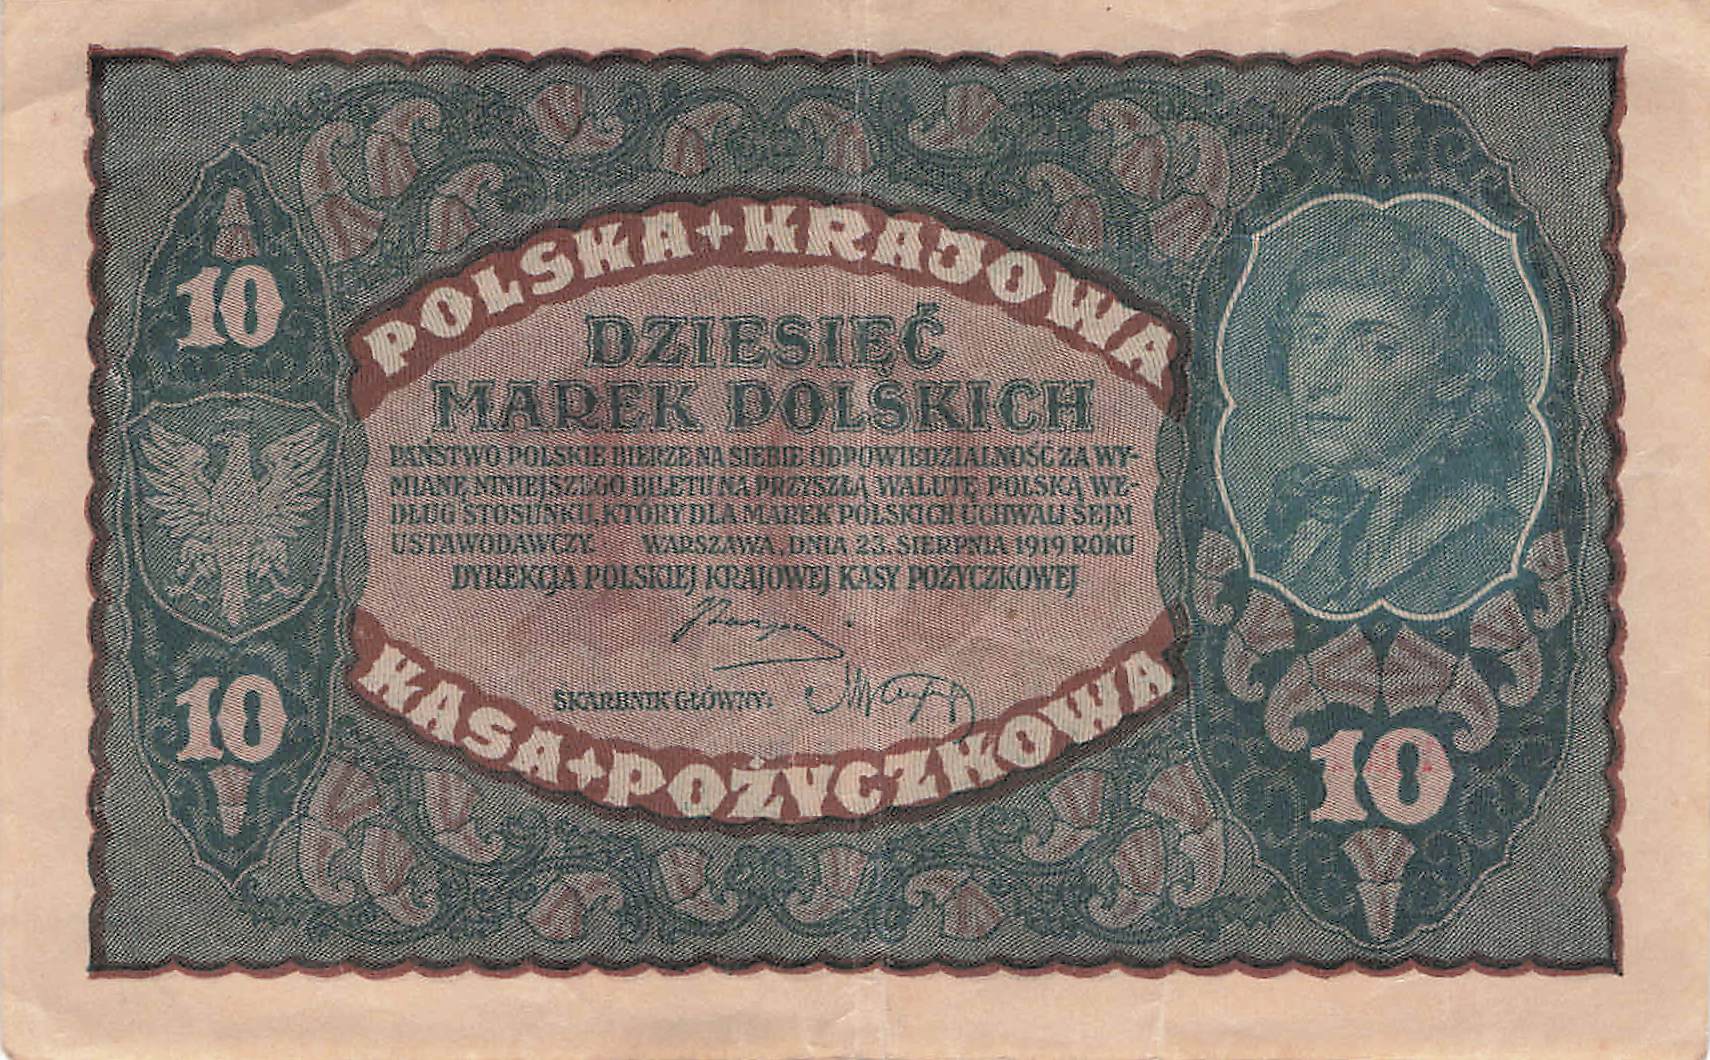 POLSKA + KRAJOWA
10
DZIESIĘĆ
MAREK POLSKICH
PAŃSTWO POLSKIE BIERZE NA SIEBIE ODPOWIEDZIALNOŚĆ ZA WY-
MIANĘ NINIEJSZEGO BILETU NA PRZYSZŁĄ WALUTĘ POLSKĄ WE-
DŁUG STOSUNKU, KTÓRY DLA MAREK POLSKICH UCHWALI SEJM
USTAWODAWCZY. WARSZAWA, DNIA 23. SIERPNIA 1919 ROKU
DYREKCJA POLSKIEJ KRAJOWEJ KASY POŻYCZKOWEJ
SKARBNIK GŁÓWNY:
10
10
KASA + POŻYCZKOWA